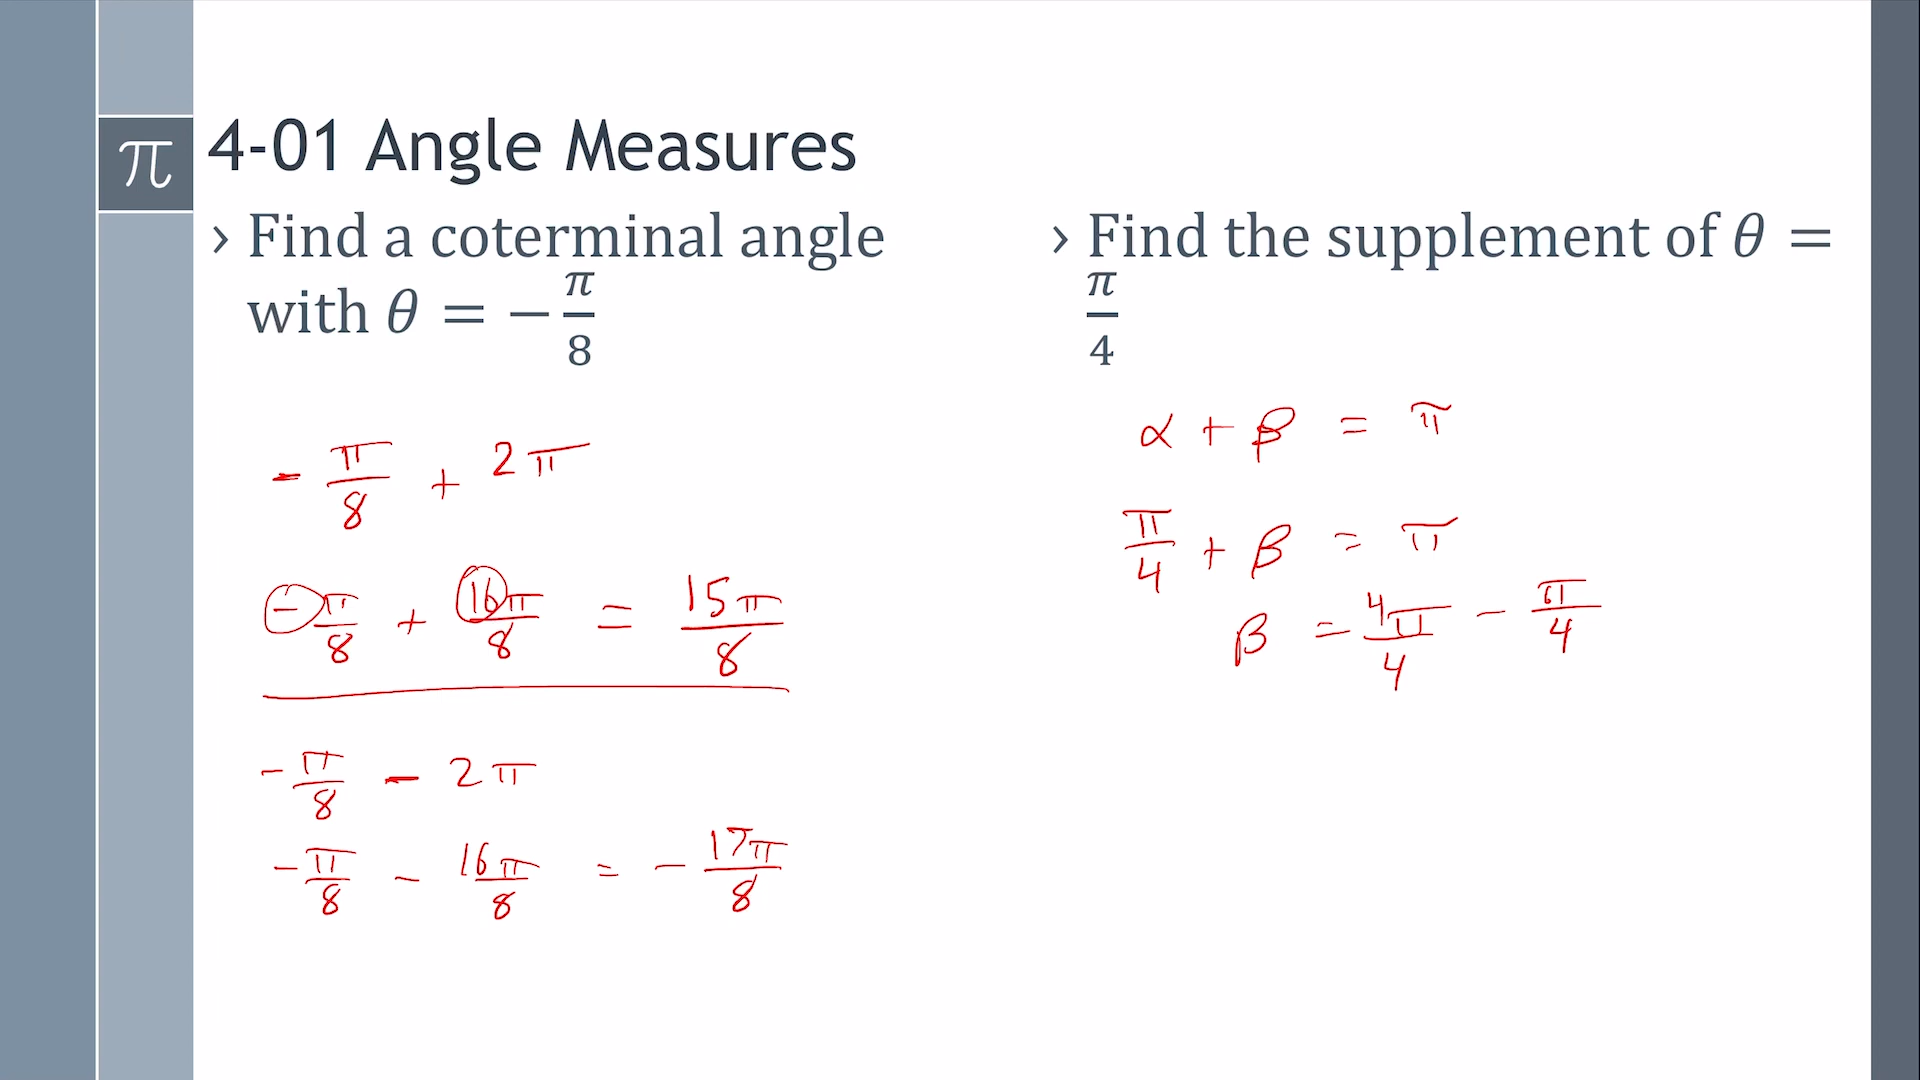 π
4-01 Angle Measures
› Find a coterminal angle
with θ = −π/8
- π/8 + 2π
- π/8 + 16π/8 = 15π/8
- π/8 - 2π
- π/8 - 16π/8 = - 17π/8
› Find the supplement of θ =
π/4
α + β = π
π/4 + β = π
β = 4π/4 - π/4